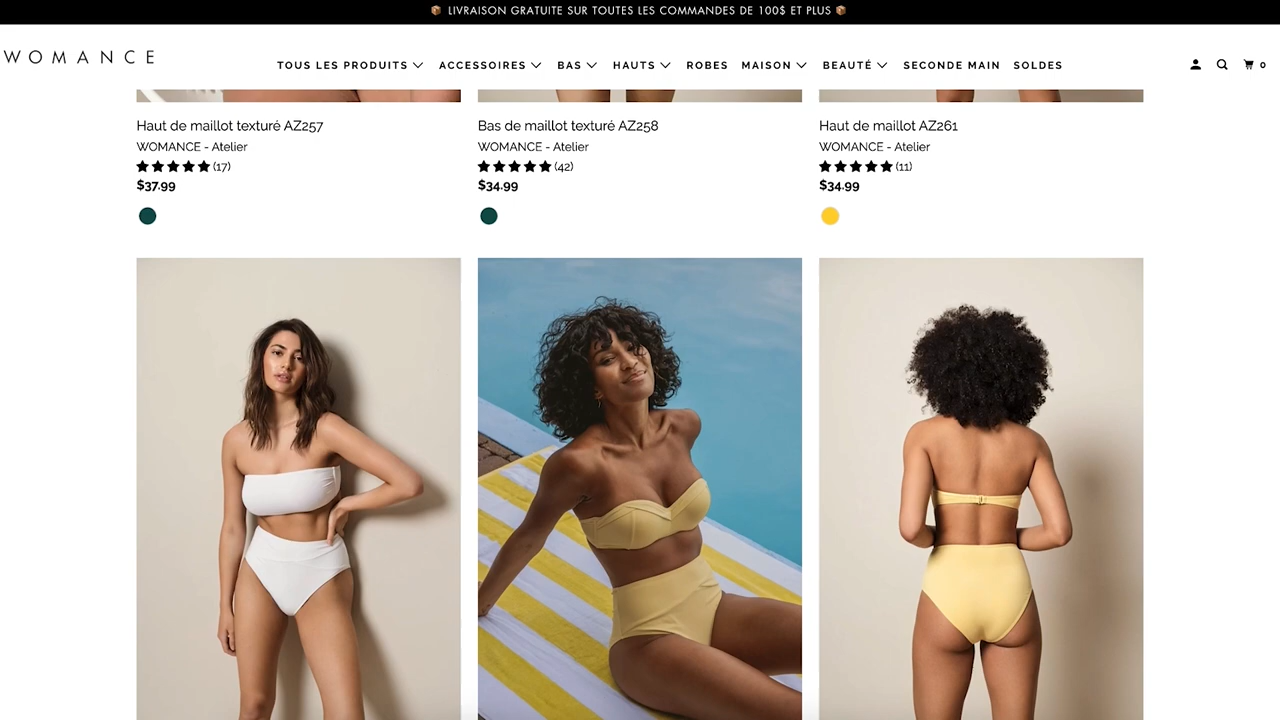 📦 LIVRAISON GRATUITE SUR TOUTES LES COMMANDES DE 100$ ET PLUS 📦
WOMANCE
TOUS LES PRODUITS ACCESSOIRES BAS HAUTS ROBES MAISON BEAUTÉ SECONDE MAIN SOLDES 0
Haut de maillot texturé AZ257
WOMANCE - Atelier
(17)
$37.99
Bas de maillot texturé AZ258
WOMANCE - Atelier
(42)
$34.99
Haut de maillot AZ261
WOMANCE - Atelier
(11)
$34.99